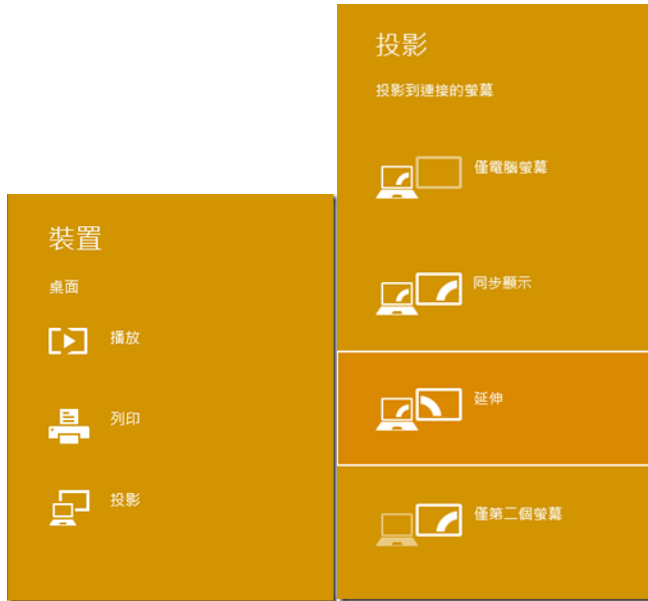 裝置
桌面
播放
列印
投影
投影
投影到連接的螢幕
僅電腦螢幕
同步顯示
延伸
僅第二個螢幕